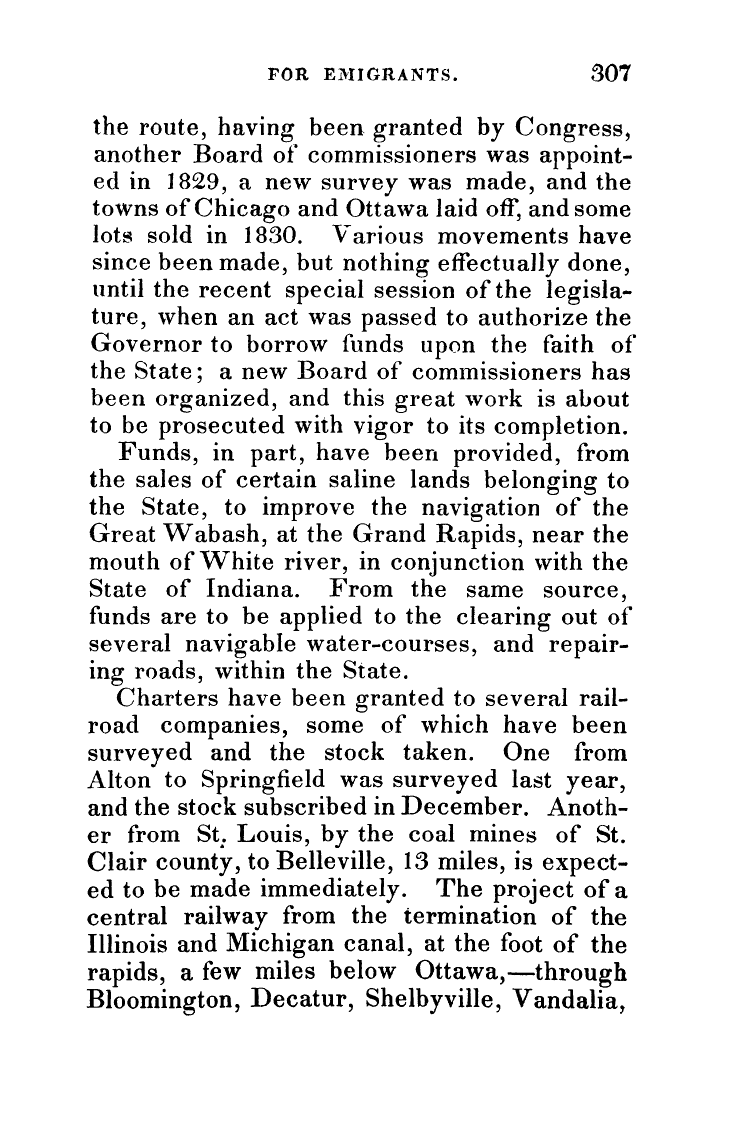 FOR EMIGRANTS. 307
the route, having been granted by Congress,
another Board of commissioners was appoint-
ed in 1829, a new survey was made, and the
towns of Chicago and Ottawa laid off, and some
lots sold in 1830. Various movements have
since been made, but nothing effectually done,
until the recent special session of the legisla-
ture, when an act was passed to authorize the
Governor to borrow funds upon the faith of
the State; a new Board of commissioners has
been organized, and this great work is about
to be prosecuted with vigor to its completion.
Funds, in part, have been provided, from
the sales of certain saline lands belonging to
the State, to improve the navigation of the
Great Wabash, at the Grand Rapids, near the
mouth of White river, in conjunction with the
State of Indiana. From the same source,
funds are to be applied to the clearing out of
several navigable water-courses, and repair-
ing roads, within the State.
Charters have been granted to several rail-
road companies, some of which have been
surveyed and the stock taken. One from
Alton to Springfield was surveyed last year,
and the stock subscribed in December. Anoth-
er from St. Louis, by the coal mines of St.
Clair county, to Belleville, 13 miles, is expect-
ed to be made immediately. The project of a
central railway from the termination of the
Illinois and Michigan canal, at the foot of the
rapids, a few miles below Ottawa,—through
Bloomington, Decatur, Shelbyville, Vandalia,